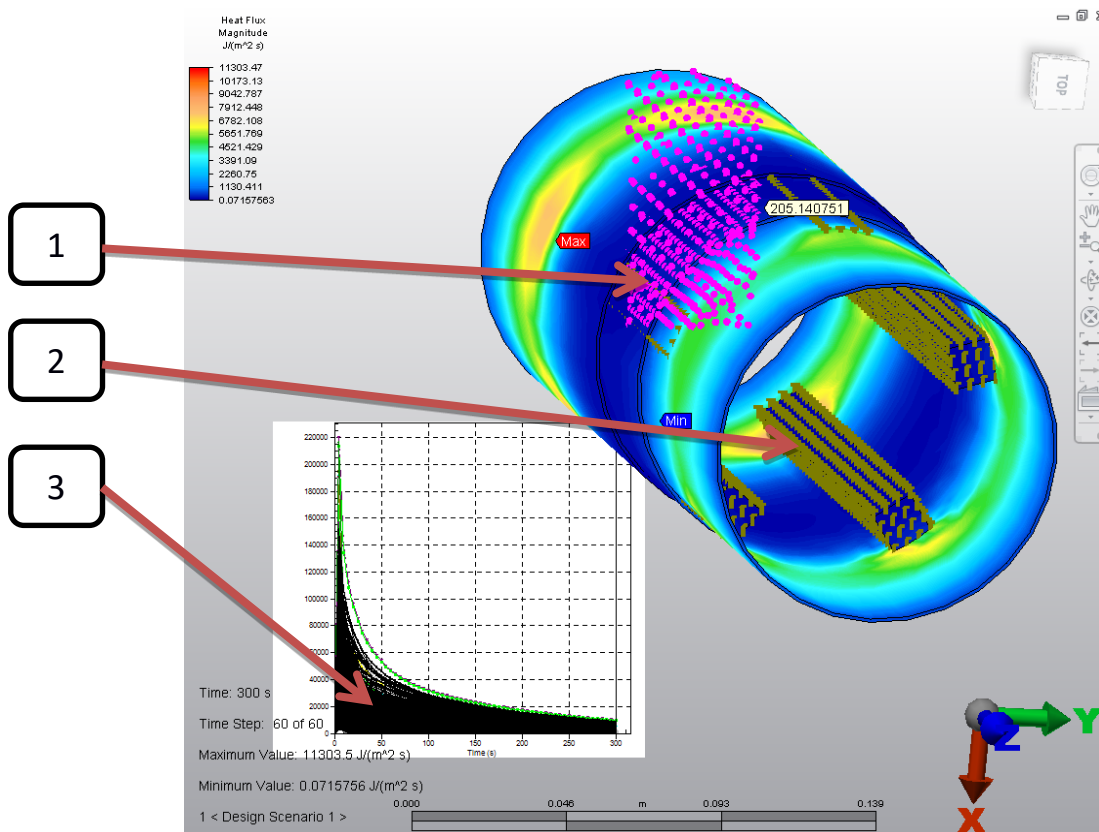 Heat Flux
Magnitude
J/(m^2 s)
11303.47
10173.13
9042.787
7912.448
6782.108
5651.769
4521.429
3391.09
2260.75
1130.411
0.07157563
TOP
1
2
3
205.140751
Max
Min
220000
200000
180000
160000
140000
120000
100000
80000
60000
40000
20000
0
0 50 100 150 200 250 300
Time (s)
Time: 300 s
Time Step: 60 of 60
Maximum Value: 11303.5 J/(m^2 s)
Minimum Value: 0.0715756 J/(m^2 s)
1 < Design Scenario 1 >
0.000 0.046 m 0.093 0.139
Y
Z
X